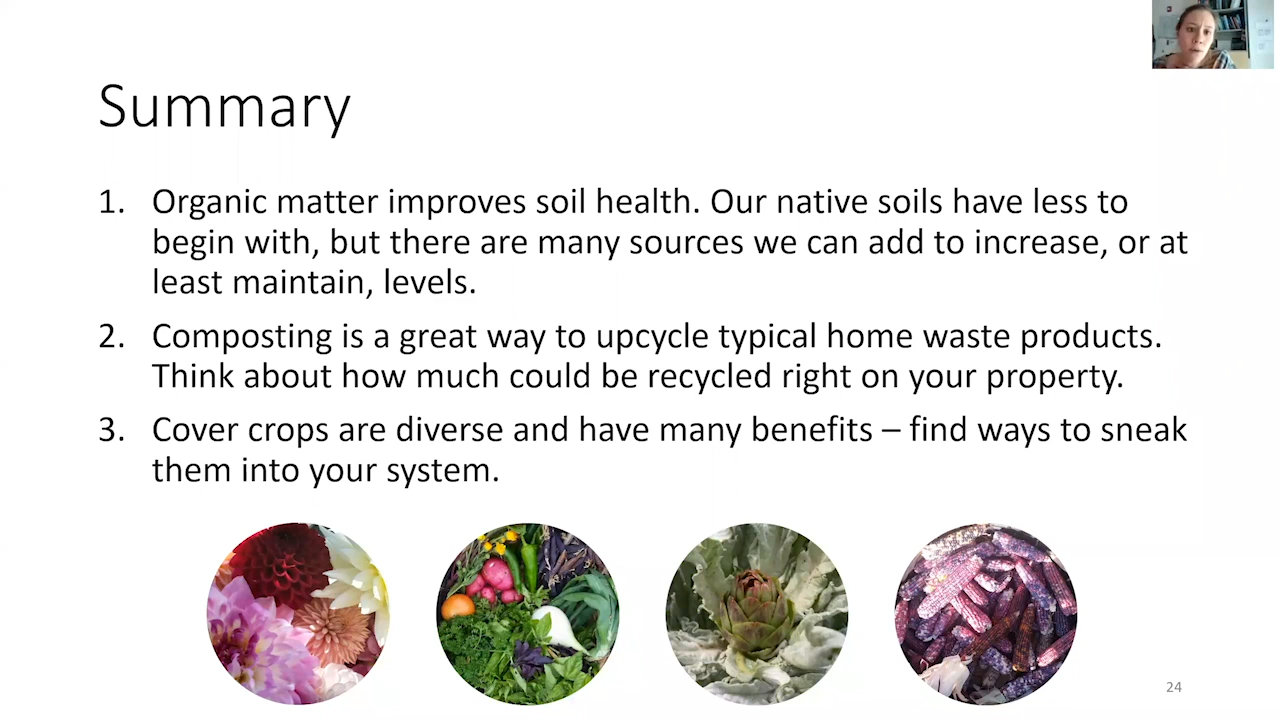 Summary
1. Organic matter improves soil health. Our native soils have less to
begin with, but there are many sources we can add to increase, or at
least maintain, levels.
2. Composting is a great way to upcycle typical home waste products.
Think about how much could be recycled right on your property.
3. Cover crops are diverse and have many benefits – find ways to sneak
them into your system.
24